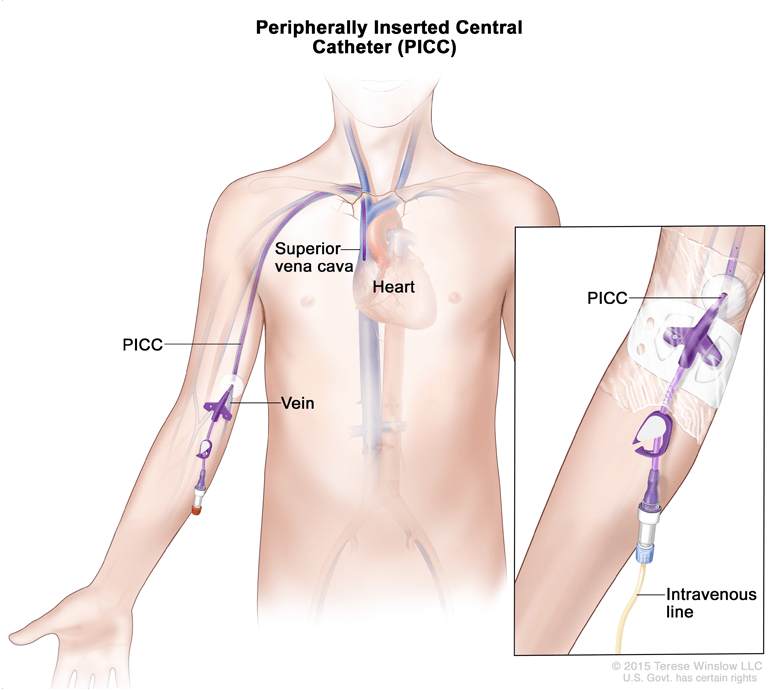 Peripherally Inserted Central
Catheter (PICC)
Superior
vena cava
Heart
PICC
Vein
PICC
Intravenous
line
© 2015 Terese Winslow LLC
U.S. Govt. has certain rights